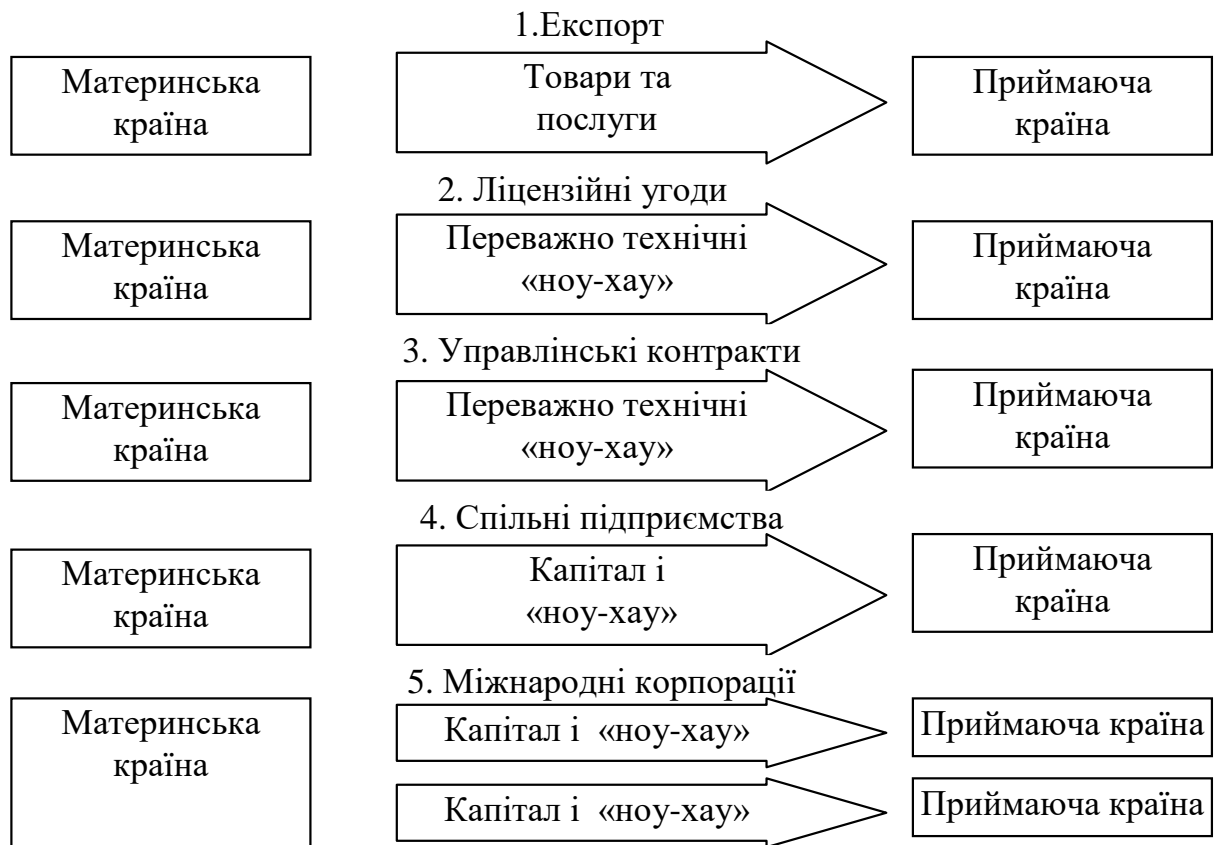 1.Експорт
Материнська
країна
Товари та
послуги
Приймаюча
країна
2. Ліцензійні угоди
Материнська
країна
Переважно технічні
«ноу-хау»
Приймаюча
країна
3. Управлінські контракти
Материнська
країна
Переважно технічні
«ноу-хау»
Приймаюча
країна
4. Спільні підприємства
Материнська
країна
Капітал і
«ноу-хау»
Приймаюча
країна
5. Міжнародні корпорації
Материнська
країна
Капітал і «ноу-хау»
Приймаюча країна
Капітал і «ноу-хау»
Приймаюча країна